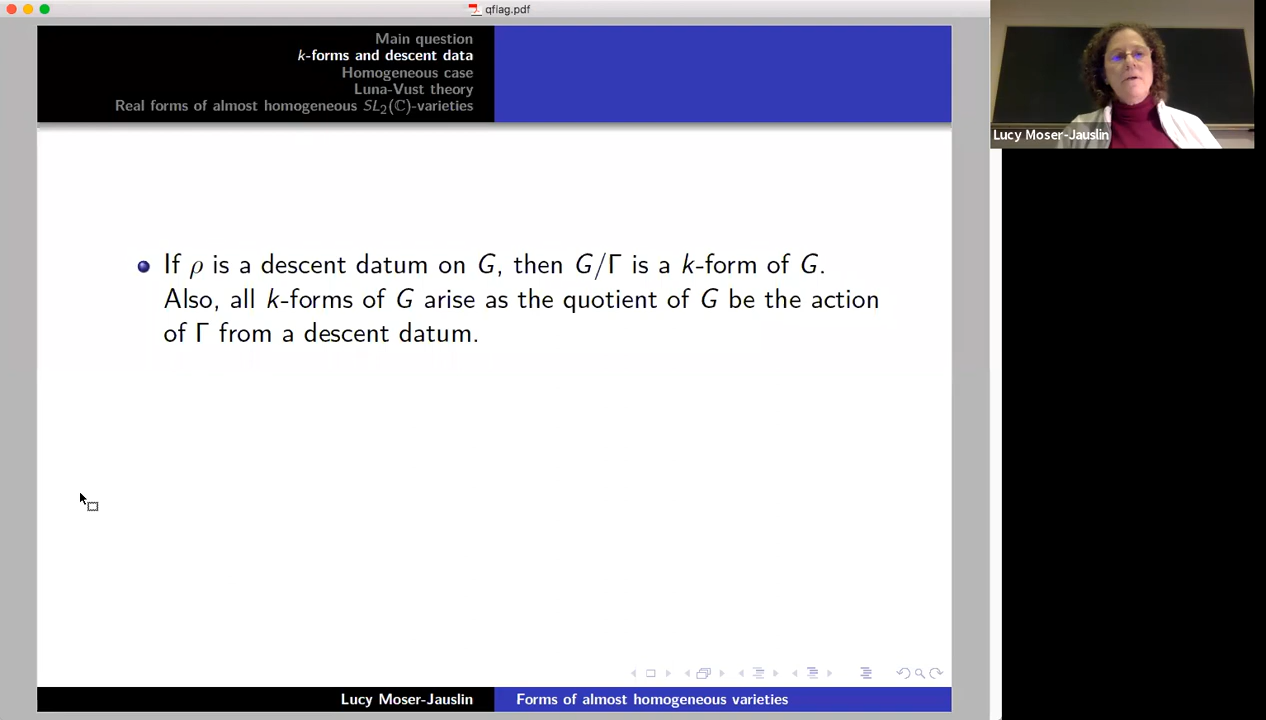 qflag.pdf
Main question
k-forms and descent data
Homogeneous case
Luna-Vust theory
Real forms of almost homogeneous SL₂(ℂ)-varieties
Lucy Moser-Jauslin
If ρ is a descent datum on G, then G/Γ is a k-form of G.
Also, all k-forms of G arise as the quotient of G be the action
of Γ from a descent datum.
Lucy Moser-Jauslin
Forms of almost homogeneous varieties